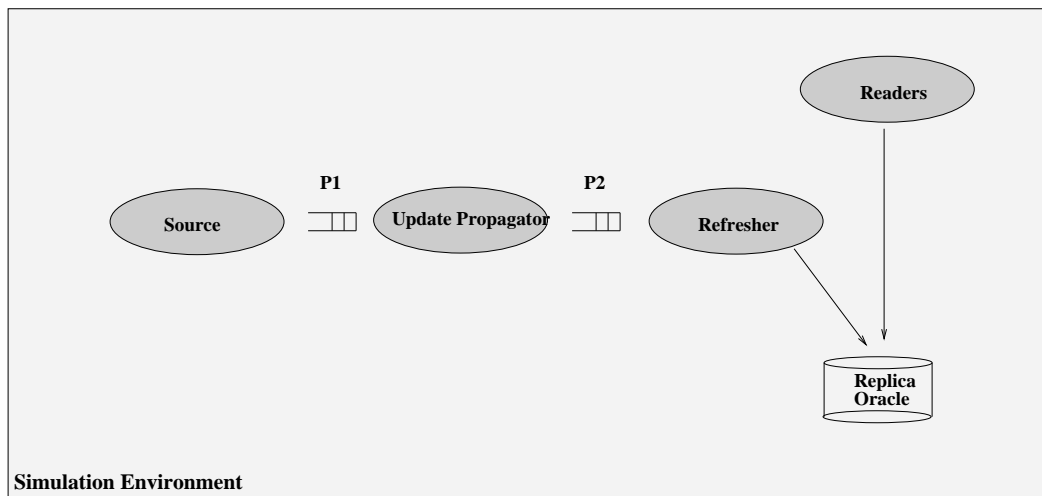 Readers
P1
P2
Source
Update Propagator
Refresher
Replica
Oracle
Simulation Environment